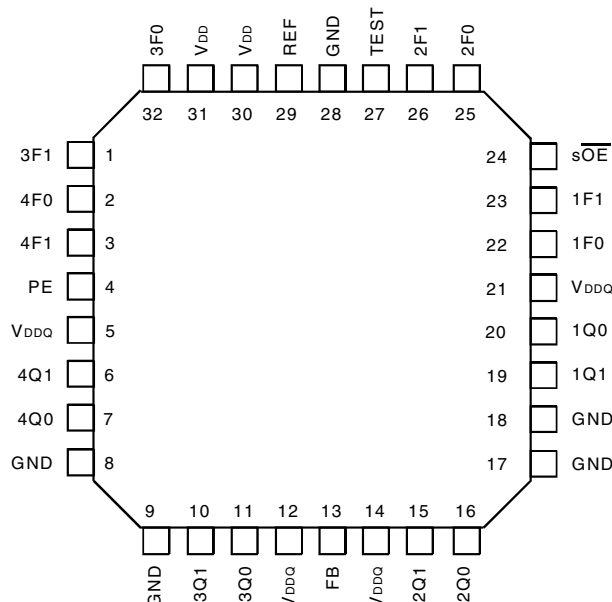 3F0 VDD VDD REF GND TEST 2F1 2F0
32 31 30 29 28 27 26 25
3F1 1 24 sOE
4F0 2 23 1F1
4F1 3 22 1F0
PE 4 21 VDDQ
VDDQ 5 20 1Q0
4Q1 6 19 1Q1
4Q0 7 18 GND
GND 8 17 GND
9 10 11 12 13 14 15 16
GND 3Q1 3Q0 VDDQ FB VDDQ 2Q1 2Q0